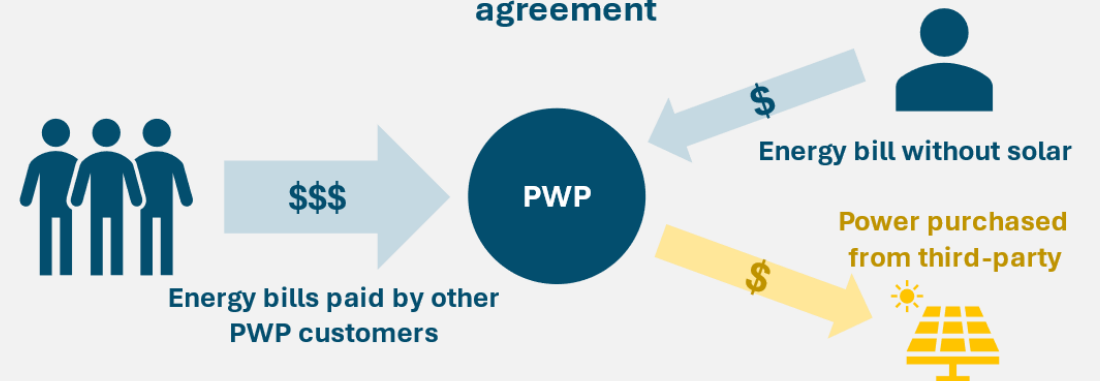 agreement
$
Energy bill without solar
$$$
PWP
Power purchased
from third-party
$
Energy bills paid by other
PWP customers